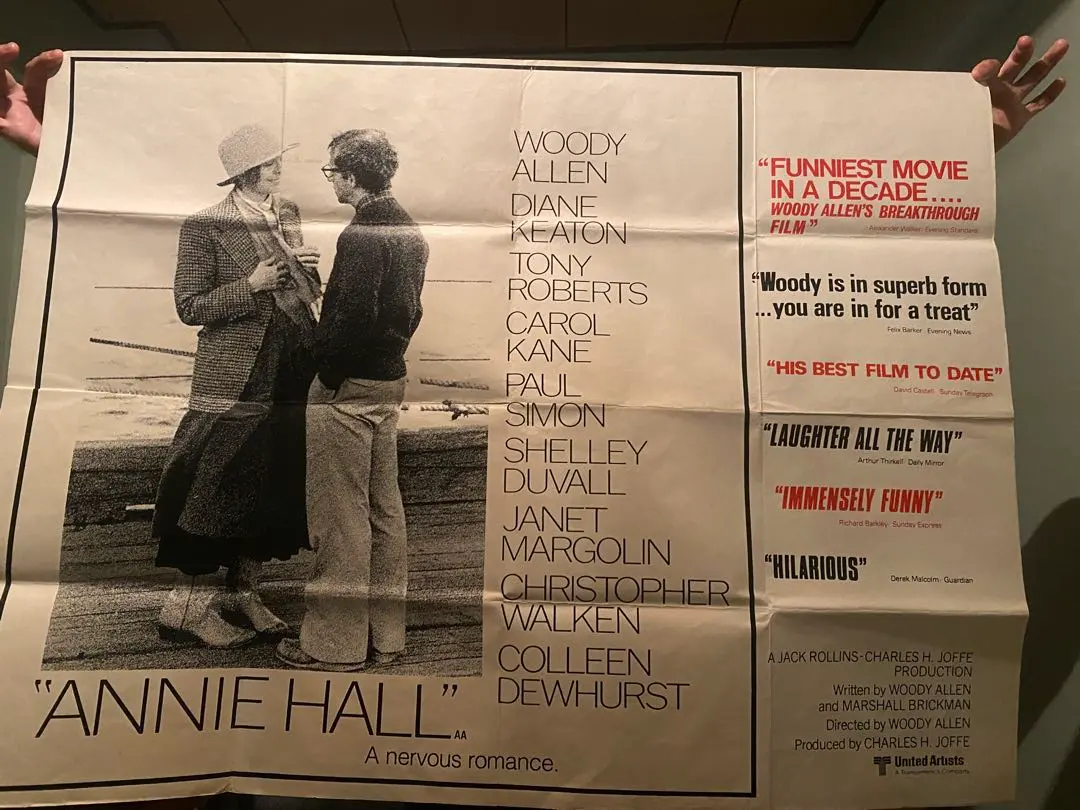 WOODY
ALLEN
DIANE
KEATON
TONY
ROBERTS
CAROL
KANE
PAUL
SIMON
SHELLEY
DUVALL
JANET
MARGOLIN
CHRISTOPHER
WALKEN
COLLEEN
DEWHURST
"ANNIE HALL"
AA
A nervous romance.
"FUNNIEST MOVIE
IN A DECADE....
WOODY ALLEN'S BREAKTHROUGH
FILM"
Alexander Walker· Evening Standard
"Woody is in superb form
...you are in for a treat"
Felix Barker· Evening News
"HIS BEST FILM TO DATE"
David Castell· Sunday Telegraph
"LAUGHTER ALL THE WAY"
Arthur Thirkell· Daily Mirror
"IMMENSELY FUNNY"
Richard Barkley· Sunday Express
"HILARIOUS"
Derek Malcolm· Guardian
A JACK ROLLINS-CHARLES H. JOFFE
PRODUCTION
Written by WOODY ALLEN
and MARSHALL BRICKMAN
Directed by WOODY ALLEN
Produced by CHARLES H. JOFFE
United Artists
A Transamerica Company